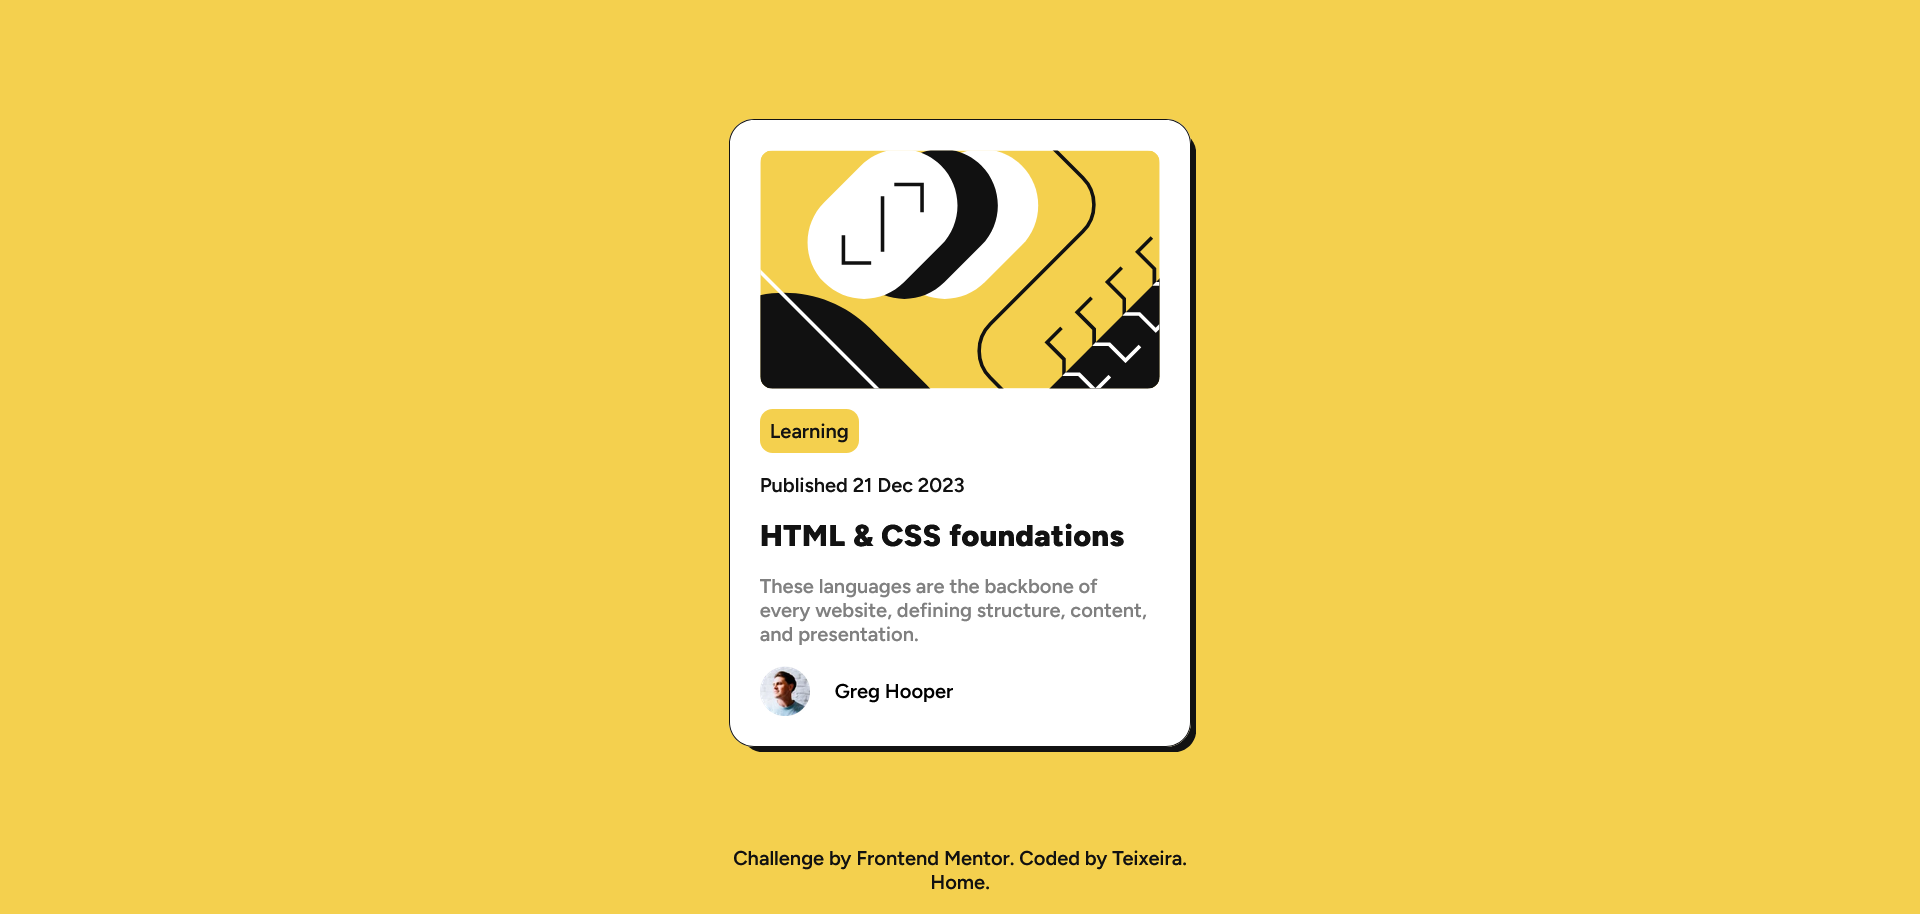 Learning
Published 21 Dec 2023
HTML & CSS foundations
These languages are the backbone of
every website, defining structure, content,
and presentation.
Greg Hooper
Challenge by Frontend Mentor. Coded by Teixeira.
Home.